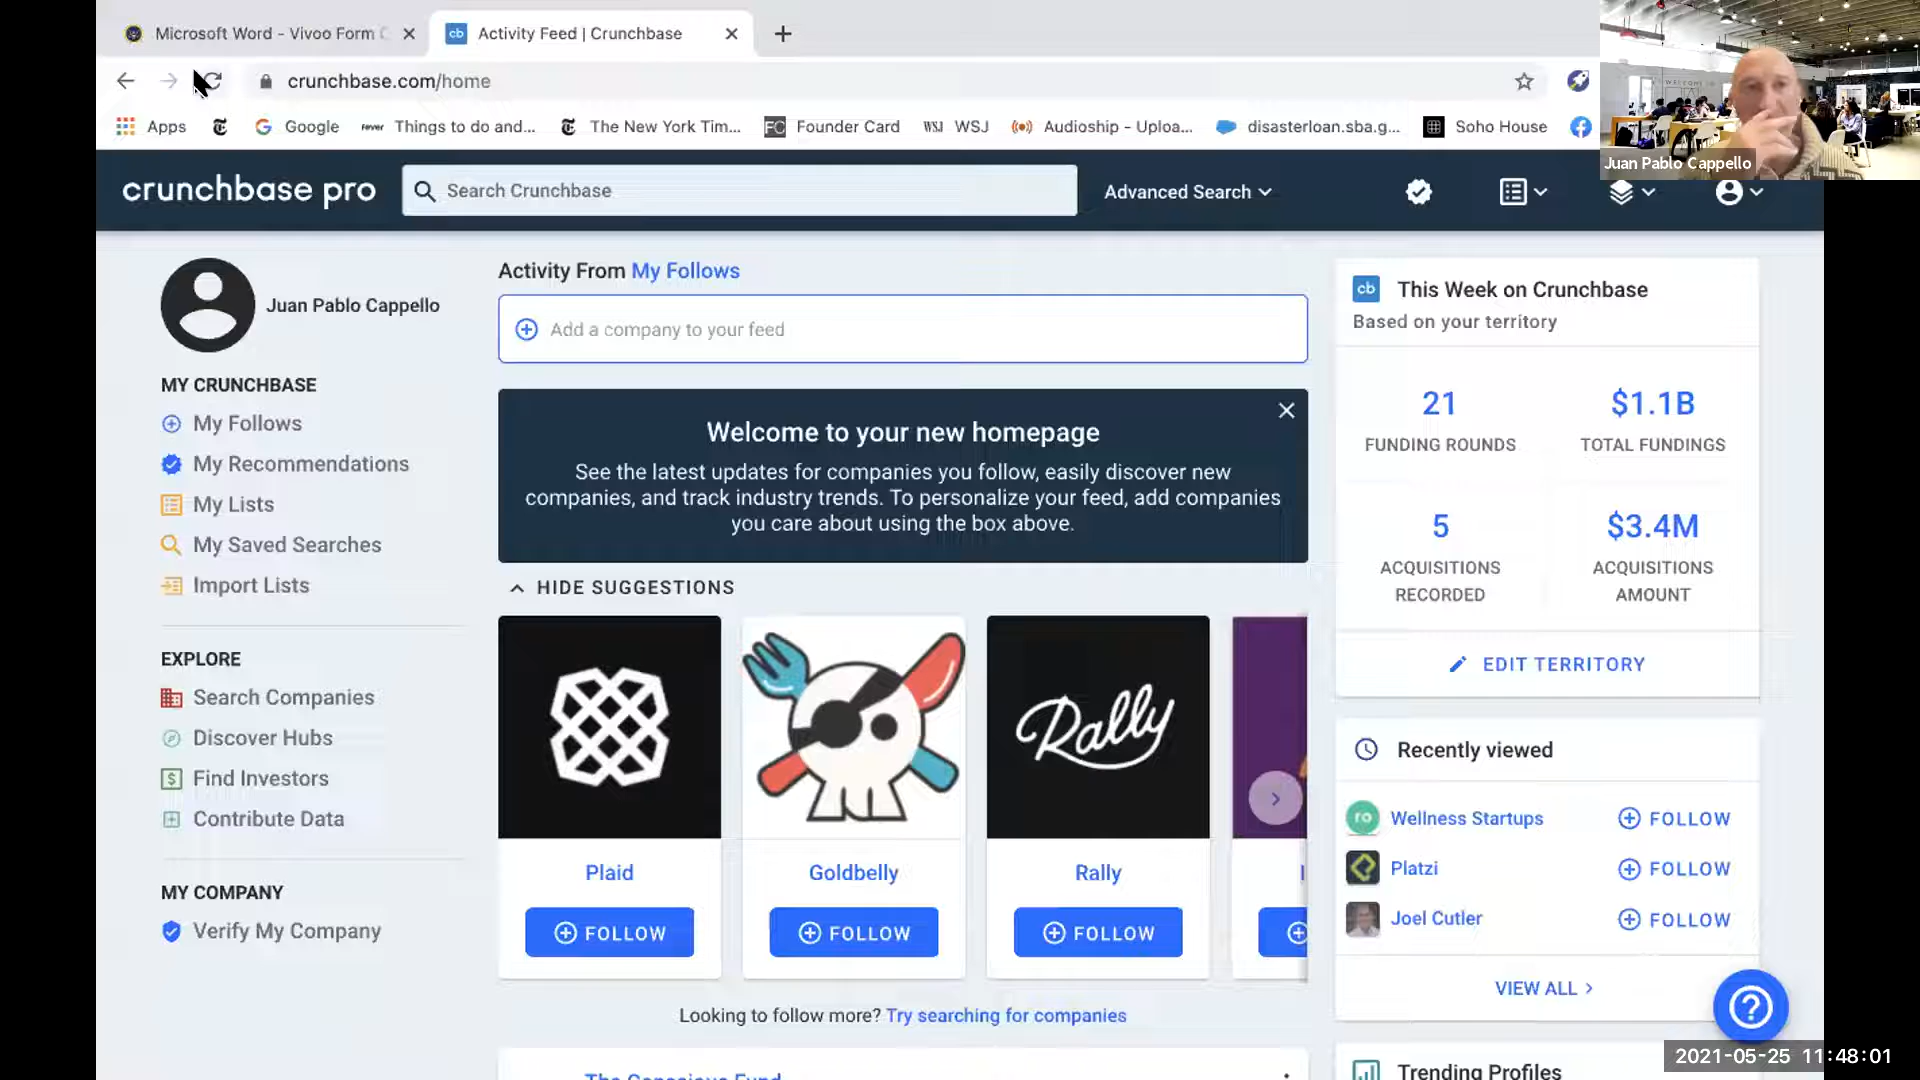 Microsoft Word - Vivoo Form C
Activity Feed | Crunchbase
crunchbase.com/home
Apps
Google
fever
Things to do and...
The New York Tim...
FC
Founder Card
WSJ
WSJ
Audioship - Uploa...
disasterloan.sba.g...
Soho House
Juan Pablo Cappello
crunchbase pro
Search Crunchbase
Advanced Search
Juan Pablo Cappello
MY CRUNCHBASE
My Follows
My Recommendations
My Lists
My Saved Searches
Import Lists
EXPLORE
Search Companies
Discover Hubs
Find Investors
Contribute Data
MY COMPANY
Verify My Company
Activity From My Follows
Add a company to your feed
Welcome to your new homepage
See the latest updates for companies you follow, easily discover new
companies, and track industry trends. To personalize your feed, add companies
you care about using the box above.
HIDE SUGGESTIONS
Rally
Plaid
Goldbelly
Rally
FOLLOW
FOLLOW
FOLLOW
Looking to follow more? Try searching for companies
The Conscious Fund
cb
This Week on Crunchbase
Based on your territory
21
FUNDING ROUNDS
$1.1B
TOTAL FUNDINGS
5
ACQUISITIONS
RECORDED
$3.4M
ACQUISITIONS
AMOUNT
EDIT TERRITORY
Recently viewed
ro
Wellness Startups
FOLLOW
Platzi
FOLLOW
Joel Cutler
FOLLOW
VIEW ALL
Trending Profiles
2021-05-25 11:48:01